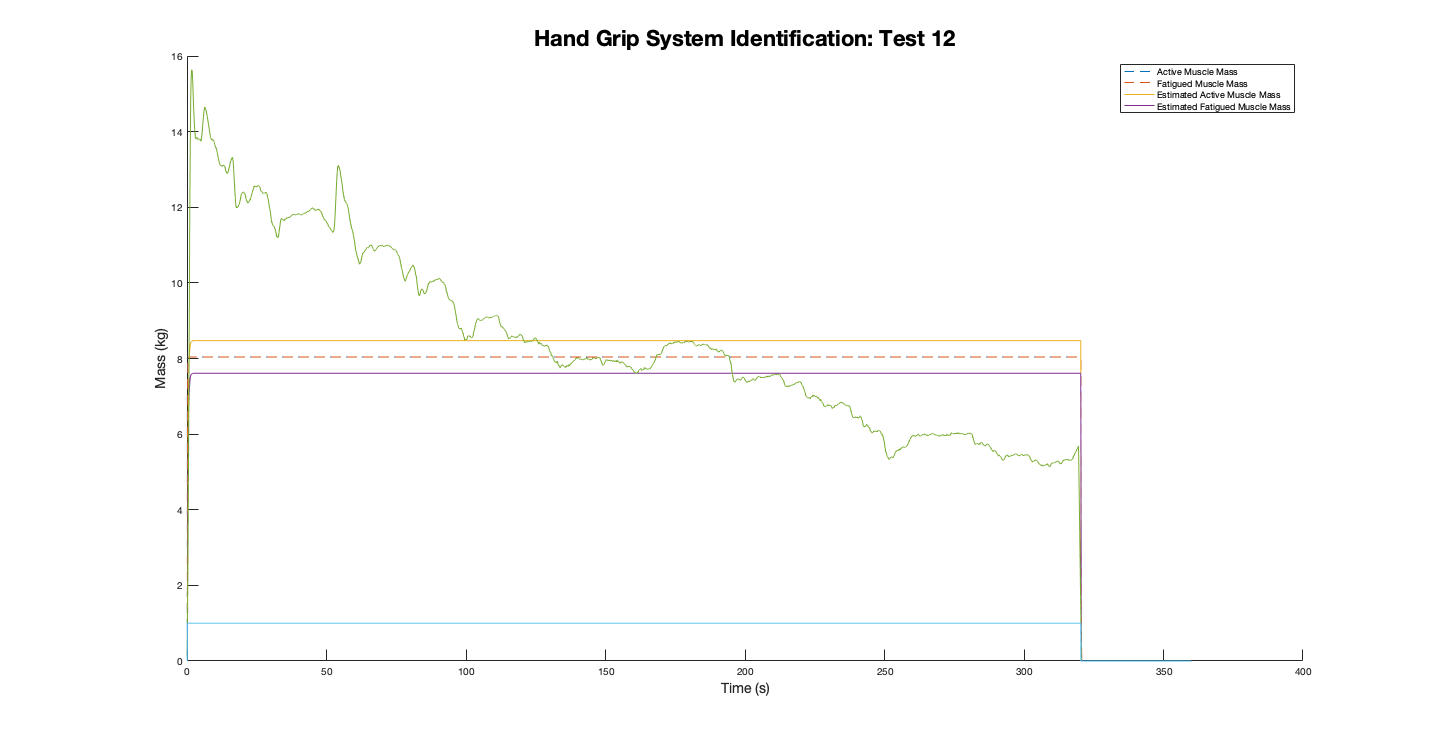 Hand Grip System Identification: Test 12
Active Muscle Mass
Fatigued Muscle Mass
Estimated Active Muscle Mass
Estimated Fatigued Muscle Mass
16
14
12
10
8
6
4
2
0
Mass (kg)
0 50 100 150 200 250 300 350 400
Time (s)